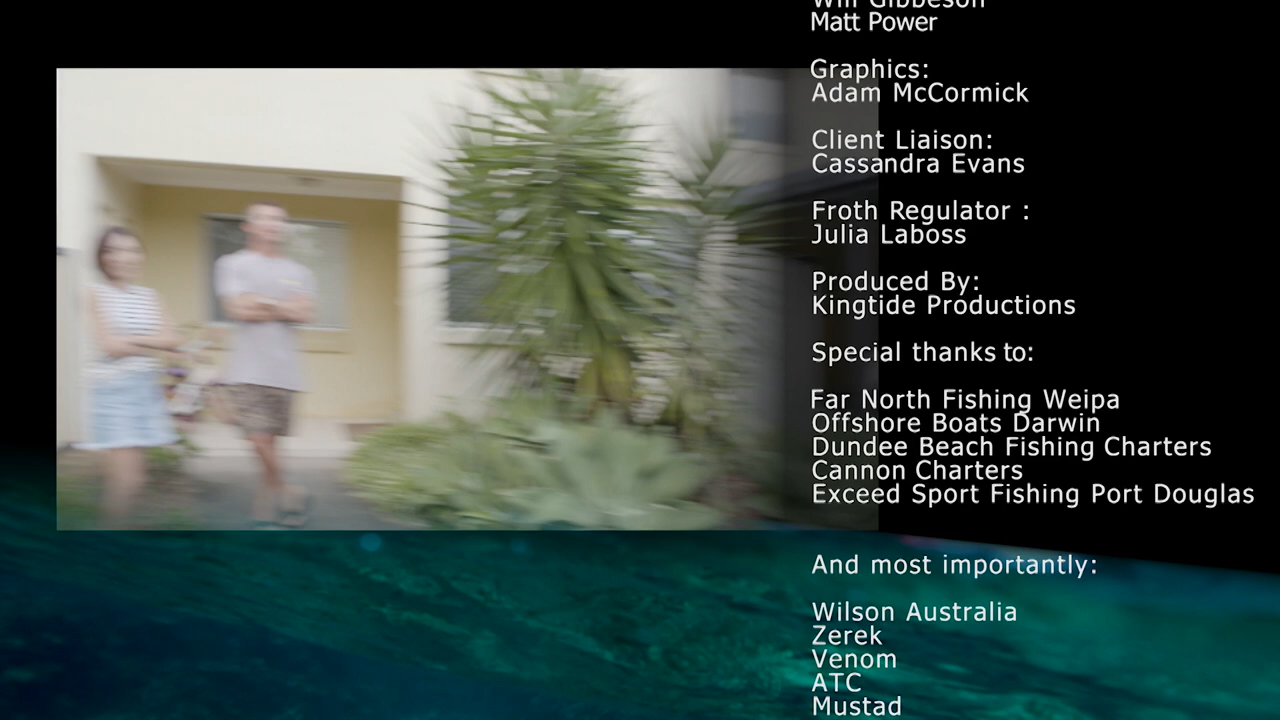 Will Gibbeson
Matt Power
Graphics:
Adam McCormick
Client Liaison:
Cassandra Evans
Froth Regulator :
Julia Laboss
Produced By:
Kingtide Productions
Special thanks to:
Far North Fishing Weipa
Offshore Boats Darwin
Dundee Beach Fishing Charters
Cannon Charters
Exceed Sport Fishing Port Douglas
And most importantly:
Wilson Australia
Zerek
Venom
ATC
Mustad